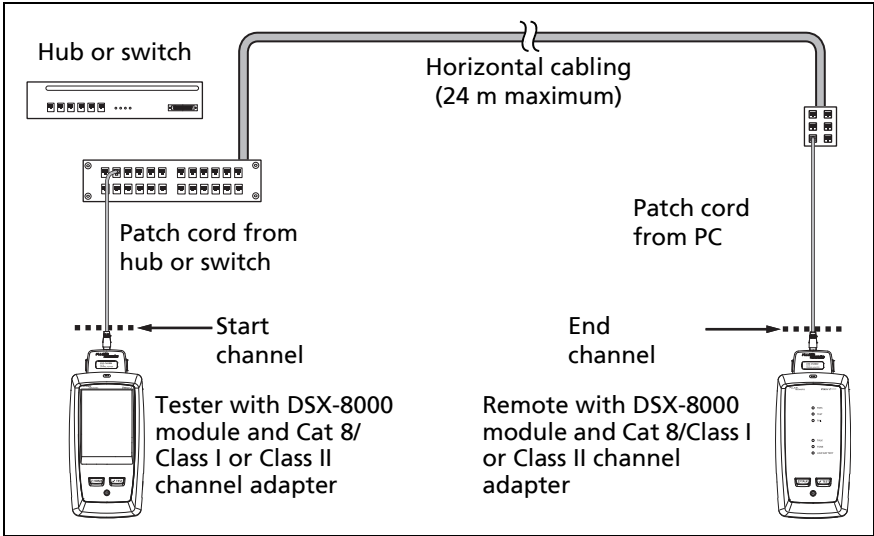 Hub or switch
Horizontal cabling
(24 m maximum)
Patch cord from
hub or switch
Patch cord
from PC
Start
channel
End
channel
Tester with DSX-8000
module and Cat 8/
Class I or Class II
channel adapter
Remote with DSX-8000
module and Cat 8/Class I
or Class II channel
adapter